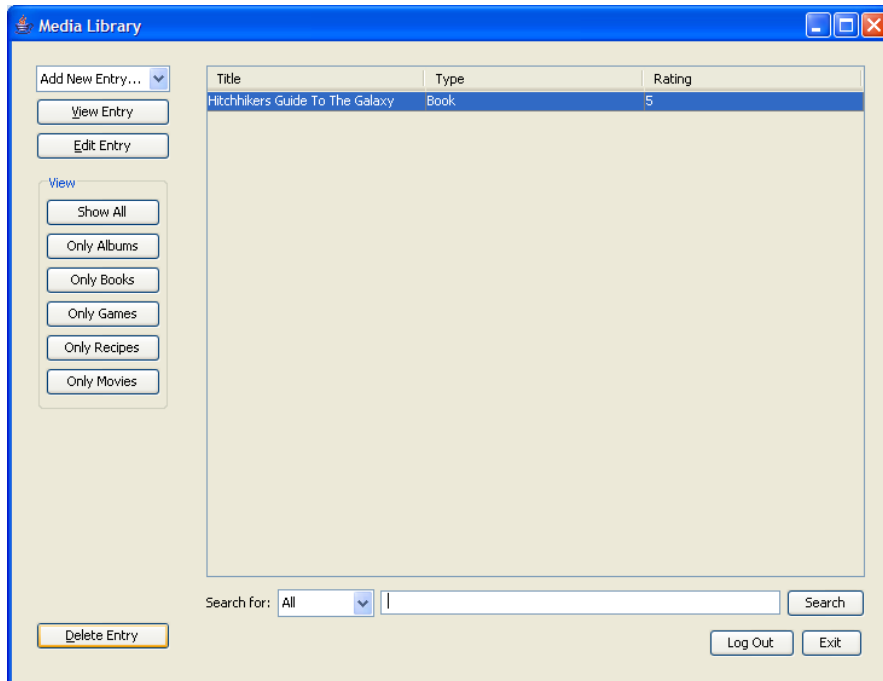 Media Library
Add New Entry...
View Entry
Edit Entry
View
Show All
Only Albums
Only Books
Only Games
Only Recipes
Only Movies
Title Type Rating
Hitchhikers Guide To The Galaxy Book 5
Search for: All Search
Delete Entry
Log Out Exit